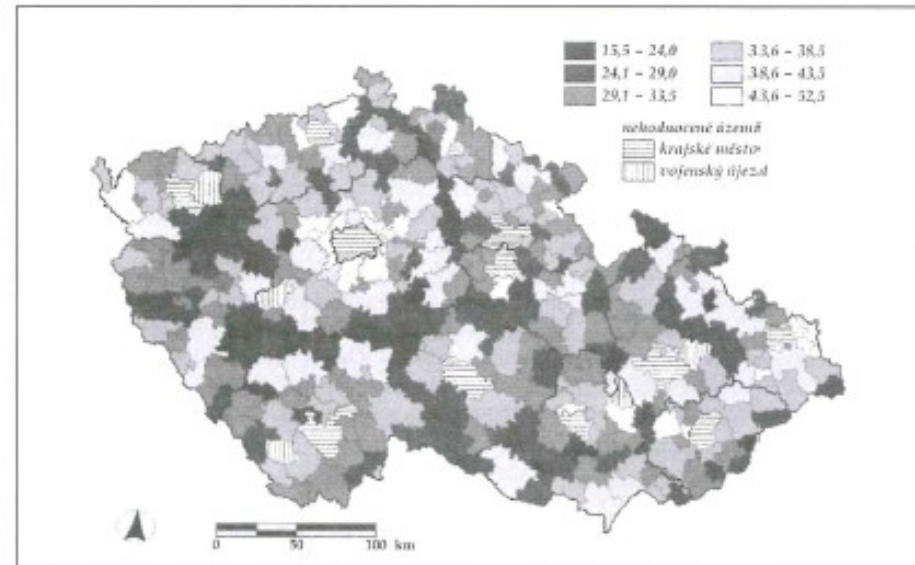 15,5 – 24,0
24,1 – 29,0
29,1 – 33,5
33,6 – 38,5
38,6 – 43,5
43,6 – 52,5
nehodnocené území
krajské město
vojenský újezd
0 50 100 km